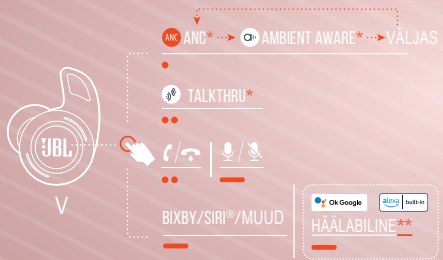 ANC ANC* AMBIENT AWARE* VÄLJAS
TALKTHRU*
JBL
V
BIXBY/SIRI®/MUUD
Ok Google alexa built-in
HÄÄLABILINE**